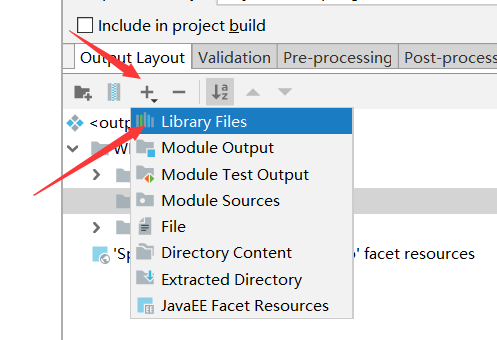 Include in project build
Output Layout Validation Pre-processing Post-process
<outp
Library Files
W
Module Output
Module Test Output
Module Sources
File
Directory Content
'Sp ' facet resources
Extracted Directory
JavaEE Facet Resources